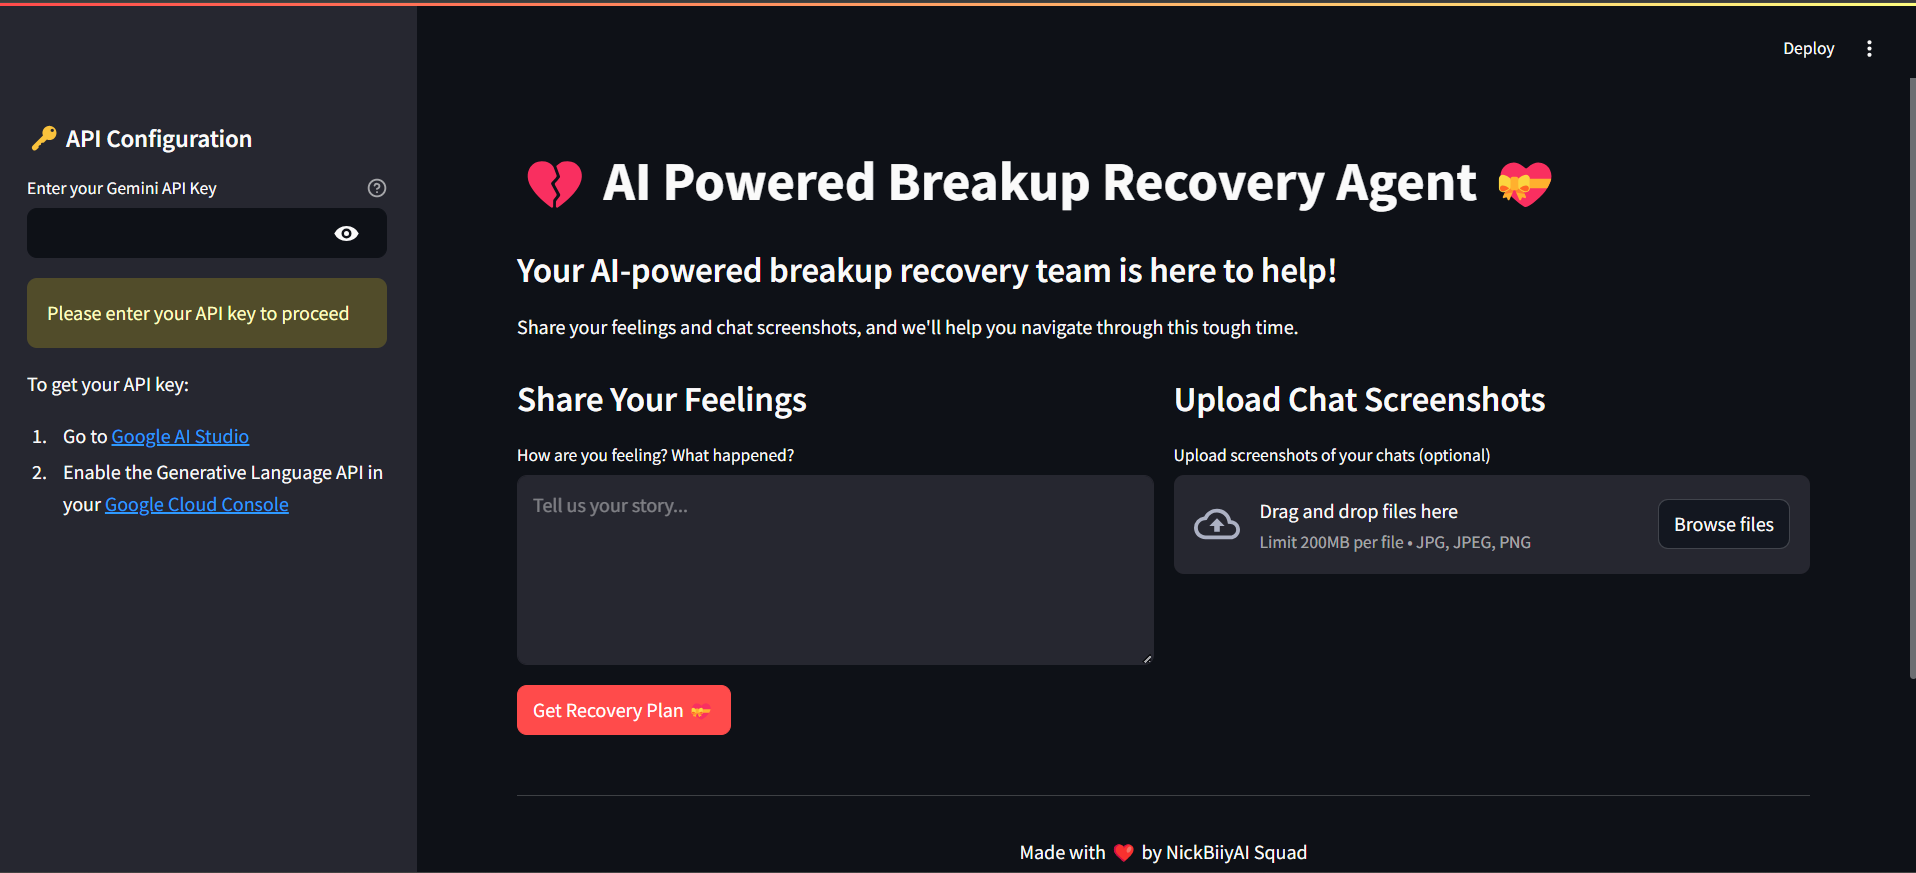 Deploy
🔑 API Configuration
Enter your Gemini API Key
Please enter your API key to proceed
To get your API key:
1. Go to Google AI Studio
2. Enable the Generative Language API in
your Google Cloud Console
💔 AI Powered Breakup Recovery Agent 💝
Your AI-powered breakup recovery team is here to help!
Share your feelings and chat screenshots, and we'll help you navigate through this tough time.
Share Your Feelings
How are you feeling? What happened?
Tell us your story...
Get Recovery Plan 💝
Upload Chat Screenshots
Upload screenshots of your chats (optional)
Drag and drop files here
Limit 200MB per file • JPG, JPEG, PNG
Browse files
Made with ❤️ by NickBiiyAI Squad